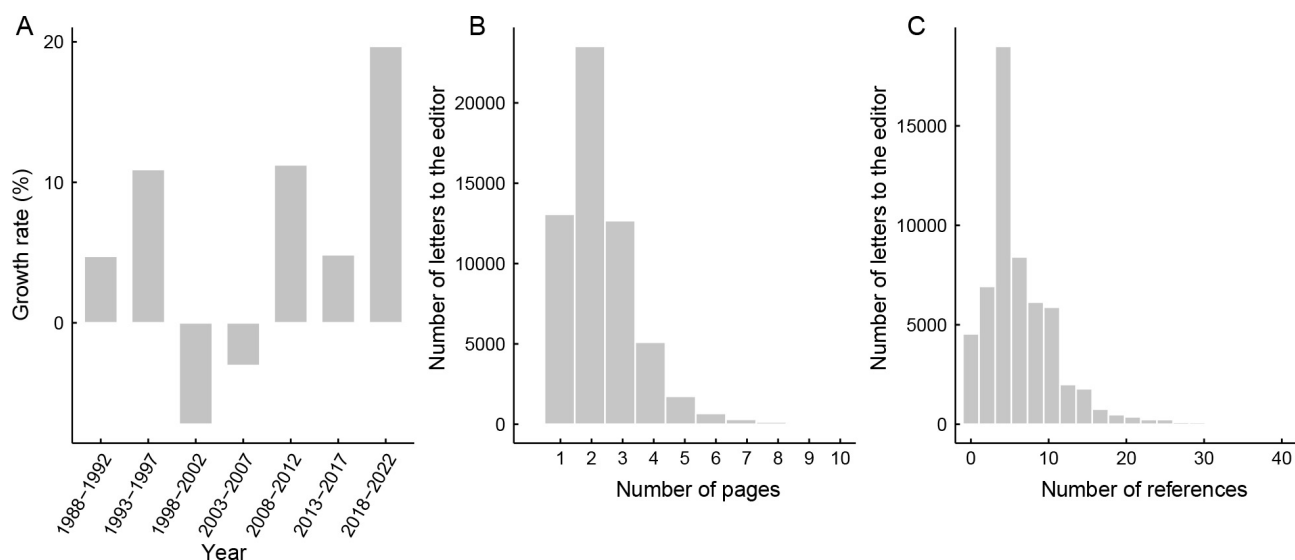 A
Growth rate (%)
20
10
0
1988−1992
1993−1997
1998−2002
2003−2007
2008−2012
2013−2017
2018−2022
Year
B
Number of letters to the editor
20000
15000
10000
5000
0
1 2 3 4 5 6 7 8 9 10
Number of pages
C
Number of letters to the editor
15000
10000
5000
0
0 10 20 30 40
Number of references